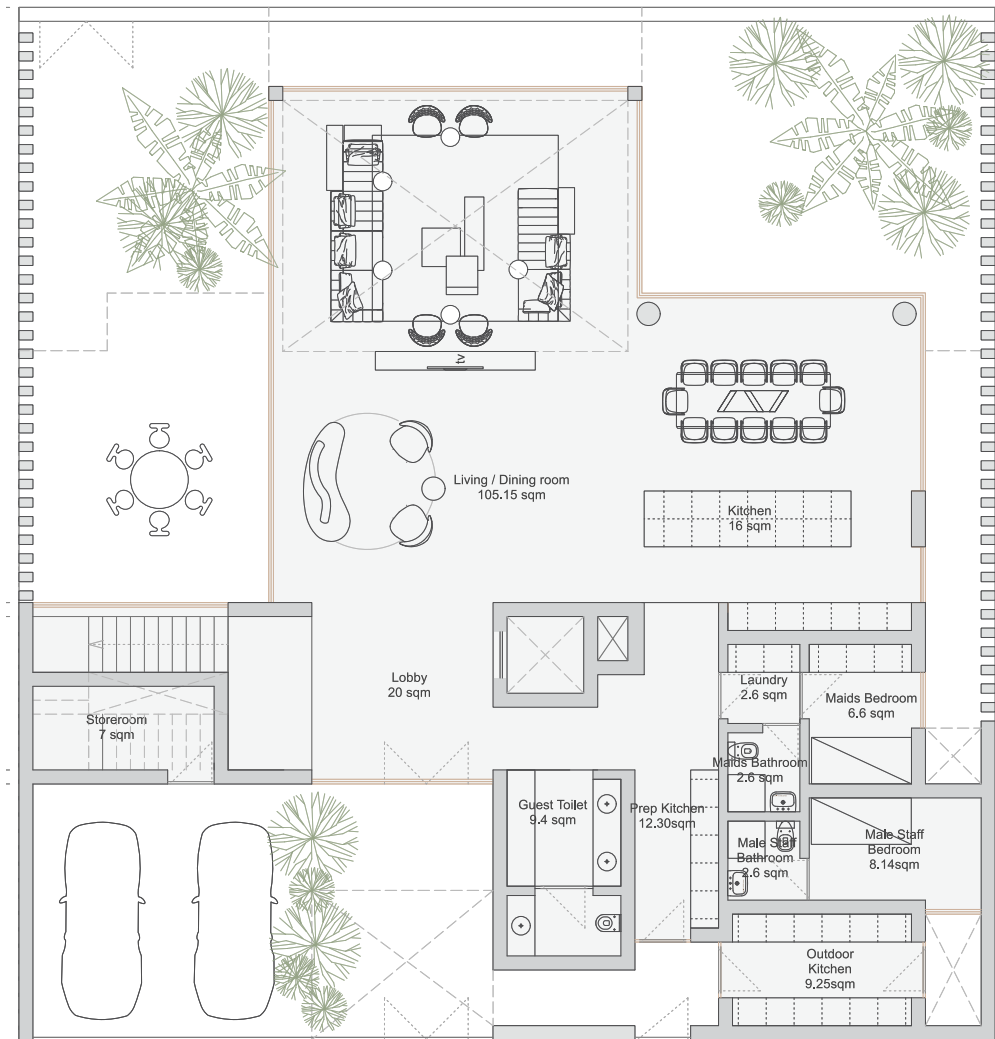 tv
Living / Dining room
105.15 sqm
Kitchen
16 sqm
Lobby
20 sqm
Laundry
2.6 sqm
Maids Bedroom
6.6 sqm
Storeroom
7 sqm
Maids Bathroom
2.6 sqm
Guest Toilet
9.4 sqm
Prep Kitchen
12.30sqm
Male Staff
Bathroom
2.6 sqm
Male Staff
Bedroom
8.14sqm
Outdoor
Kitchen
9.25sqm